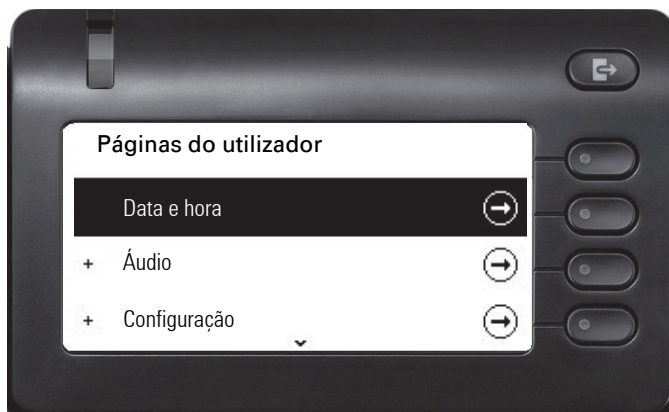 Páginas do utilizador
Data e hora
+ Áudio
+ Configuração